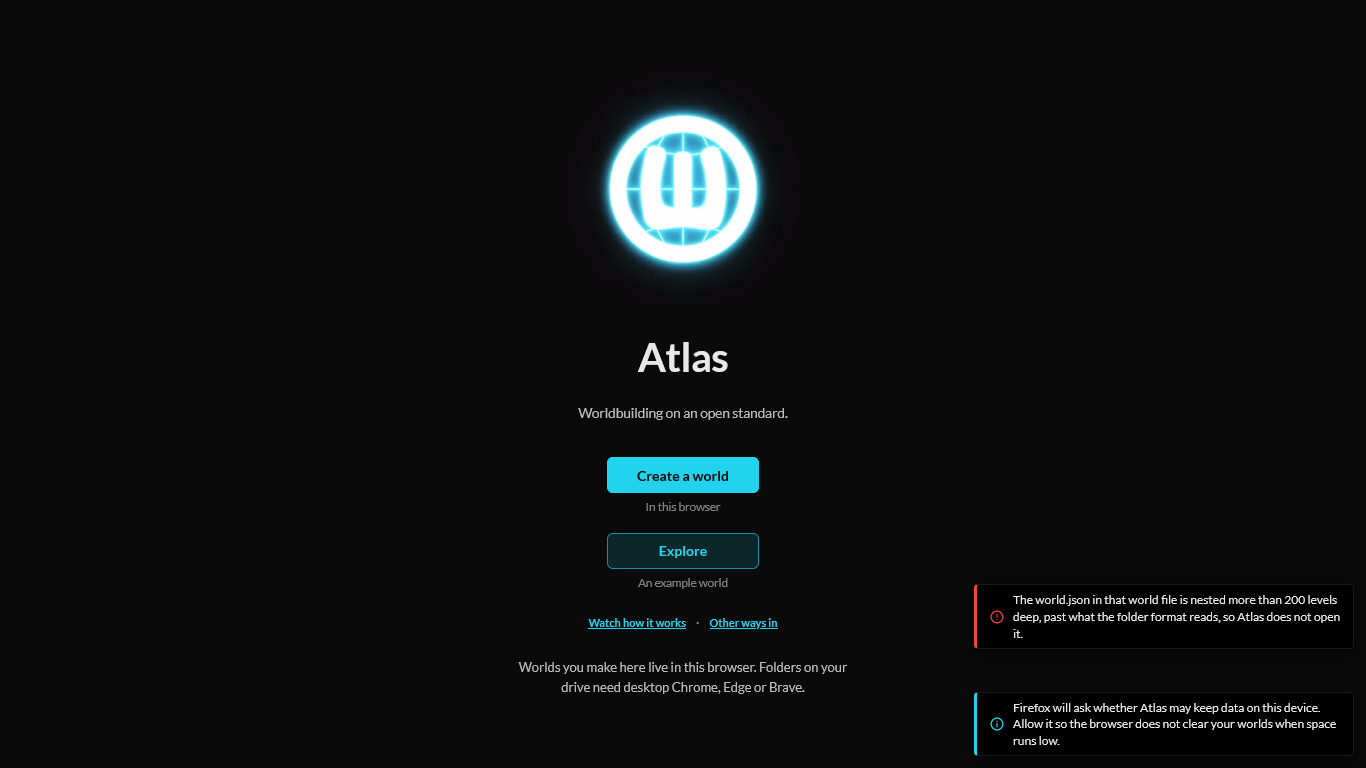 Atlas
Worldbuilding on an open standard.
Create a world
In this browser
Explore
An example world
Watch how it works · Other ways in
Worlds you make here live in this browser. Folders on your
drive need desktop Chrome, Edge or Brave.
The world.json in that world file is nested more than 200 levels
deep, past what the folder format reads, so Atlas does not open
it.
Firefox will ask whether Atlas may keep data on this device.
Allow it so the browser does not clear your worlds when space
runs low.